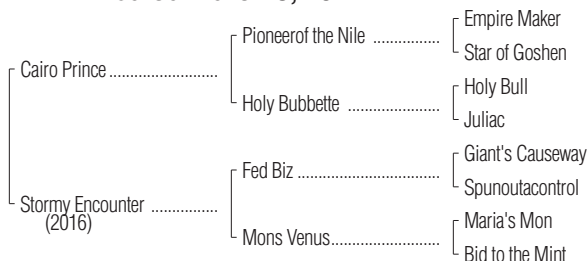 Empire Maker
Pioneerof the Nile ................
Star of Goshen
Cairo Prince ..........................
Holy Bull
Holy Bubbette ......................
Juliac
Giant's Causeway
Fed Biz ..................................
Spunoutacontrol
Stormy Encounter ................
(2016)
Maria's Mon
Mons Venus..........................
Bid to the Mint